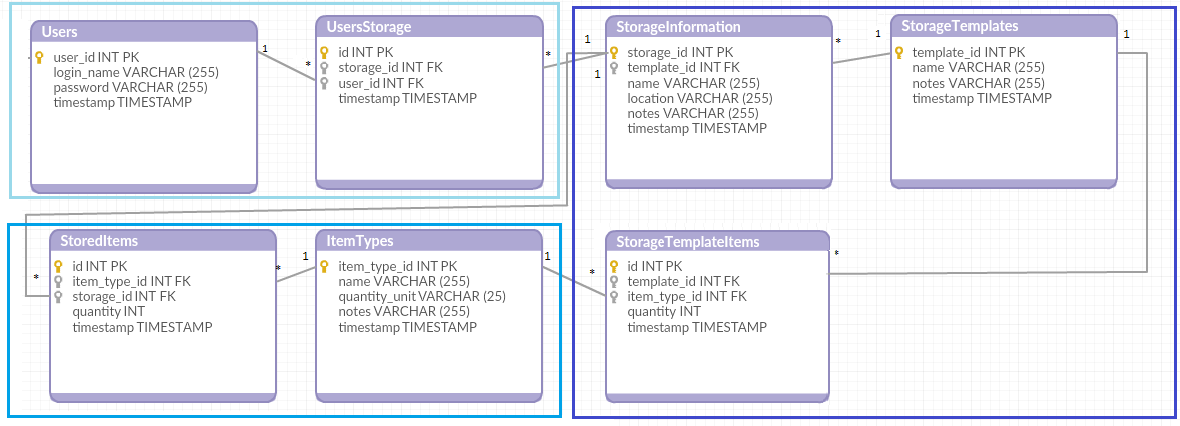 Users
user_id INT PK
login_name VARCHAR (255)
password VARCHAR (255)
timestamp TIMESTAMP
1
*
UsersStorage
id INT PK
storage_id INT FK
user_id INT FK
timestamp TIMESTAMP
*
1
1
StorageInformation
storage_id INT PK
template_id INT FK
name VARCHAR (255)
location VARCHAR (255)
notes VARCHAR (255)
timestamp TIMESTAMP
*
1
StorageTemplates
template_id INT PK
name VARCHAR (255)
notes VARCHAR (255)
timestamp TIMESTAMP
1
*
StoredItems
id INT PK
item_type_id INT FK
storage_id INT FK
quantity INT
timestamp TIMESTAMP
*
1
ItemTypes
item_type_id INT PK
name VARCHAR (255)
quantity_unit VARCHAR (25)
notes VARCHAR (255)
timestamp TIMESTAMP
1
*
StorageTemplateItems
id INT PK
template_id INT FK
item_type_id INT FK
quantity INT
timestamp TIMESTAMP
*